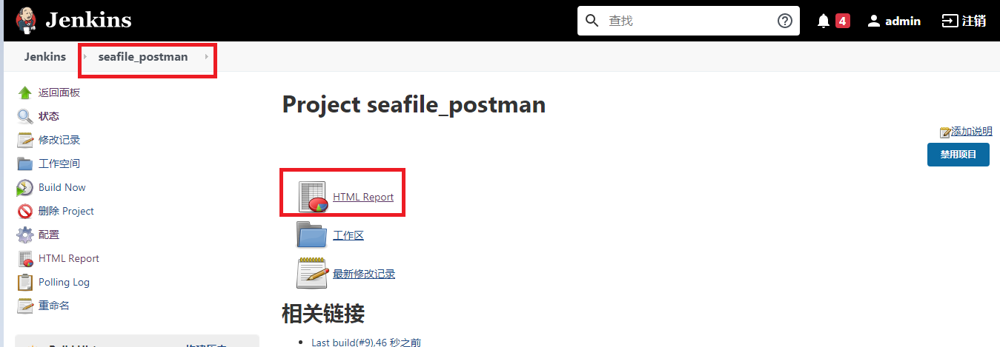 Jenkins
查找
4
admin
注销
Jenkins
seafile_postman
返回面板
状态
修改记录
工作空间
Build Now
删除 Project
配置
HTML Report
Polling Log
重命名
Project seafile_postman
添加说明
禁用项目
HTML Report
工作区
最新修改记录
相关链接
Last build(#9),46 秒之前